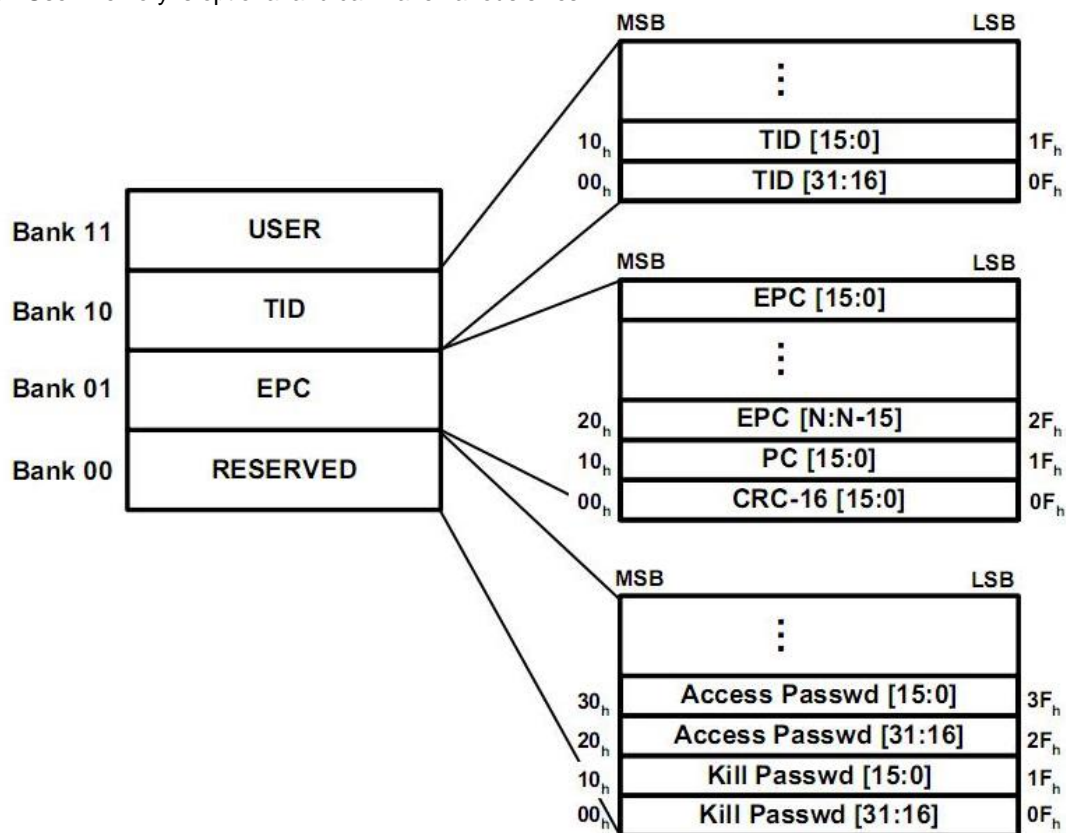 MSB LSB
⋮
10h TID [15:0] 1Fh
00h TID [31:16] 0Fh
Bank 11 USER
Bank 10 TID
Bank 01 EPC
Bank 00 RESERVED
MSB LSB
EPC [15:0]
⋮
20h EPC [N:N-15] 2Fh
10h PC [15:0] 1Fh
00h CRC-16 [15:0] 0Fh
MSB LSB
⋮
30h Access Passwd [15:0] 3Fh
20h Access Passwd [31:16] 2Fh
10h Kill Passwd [15:0] 1Fh
00h Kill Passwd [31:16] 0Fh